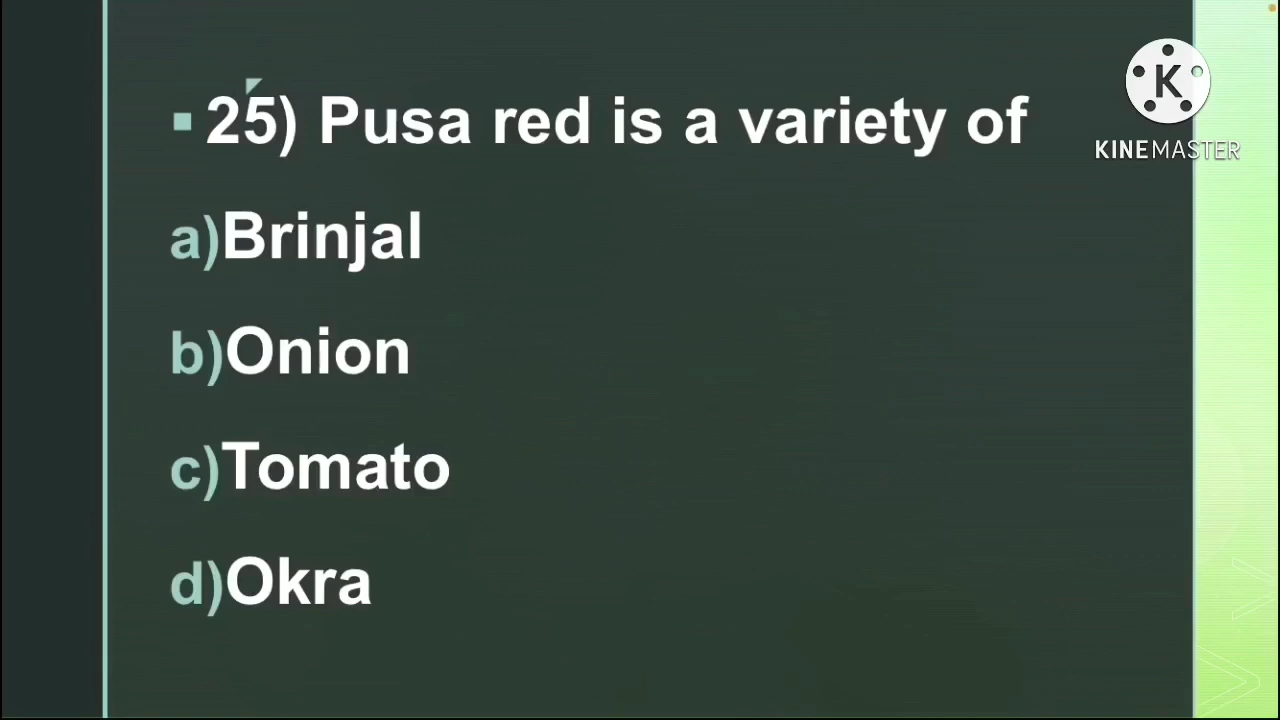 25) Pusa red is a variety of
a)Brinjal
b)Onion
c)Tomato
d)Okra
K
KINEMASTER